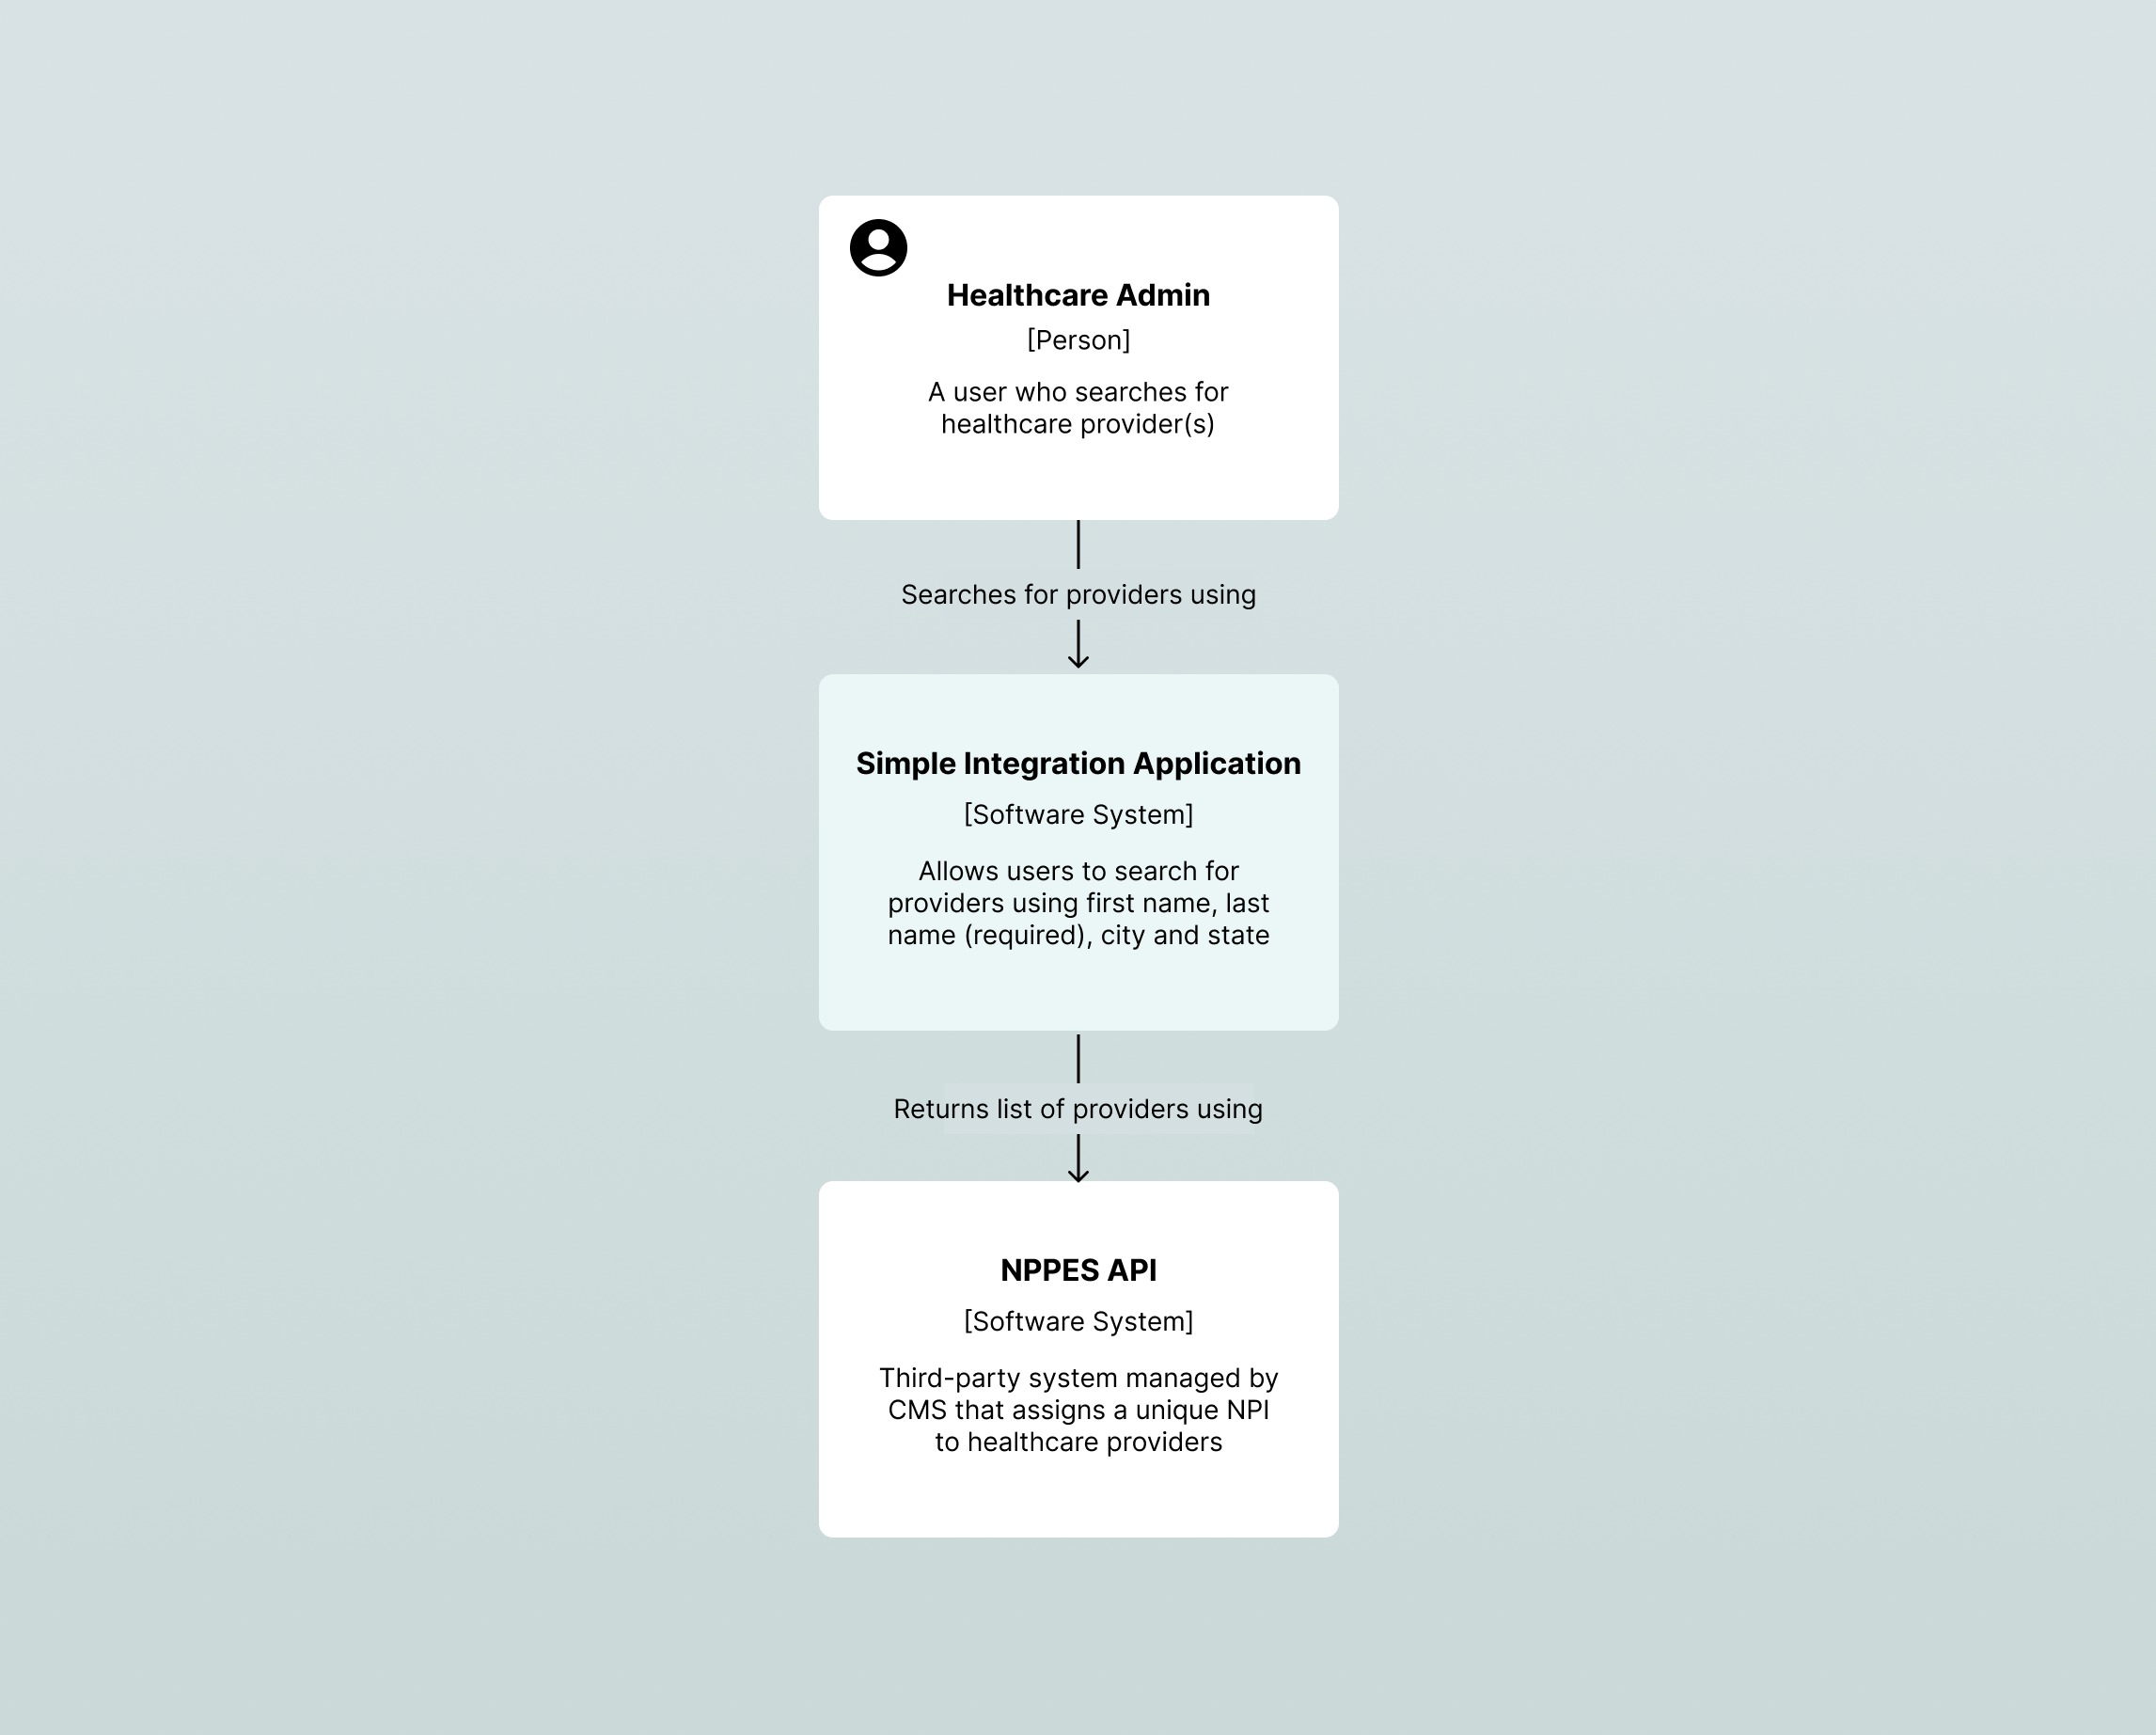 Healthcare Admin
[Person]
A user who searches for
healthcare provider(s)
Searches for providers using
Simple Integration Application
[Software System]
Allows users to search for
providers using first name, last
name (required), city and state
Returns list of providers using
NPPES API
[Software System]
Third-party system managed by
CMS that assigns a unique NPI
to healthcare providers